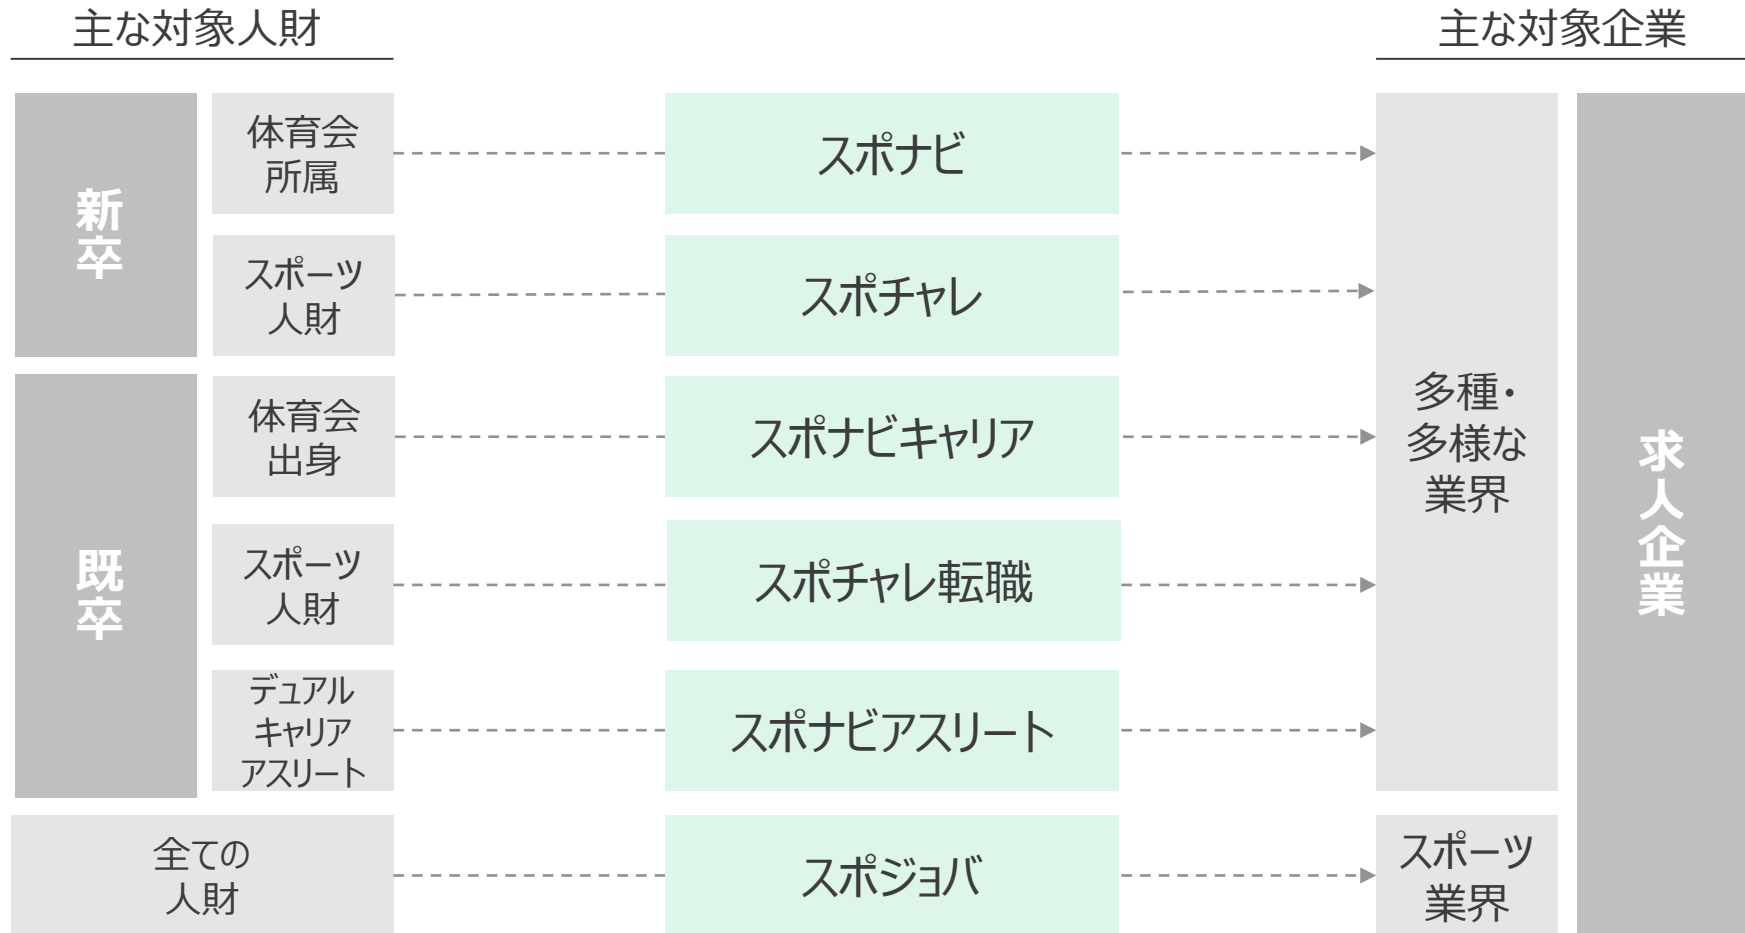 主な対象人財
主な対象企業
新卒
体育会
所属
スポナビ
スポーツ
人財
スポチャレ
既卒
体育会
出身
スポナビキャリア
スポーツ
人財
スポチャレ転職
デュアル
キャリア
アスリート
スポナビアスリート
多種・
多様な
業界
求人企業
全ての
人財
スポジョバ
スポーツ
業界